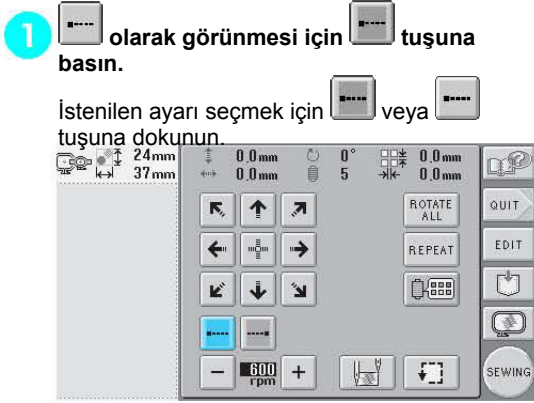 1 olarak görünmesi için tuşuna
basın.
İstenilen ayarı seçmek için veya
tuşuna dokunun.
24mm 0.0mm 0° 0.0mm
37mm 0.0mm 5 0.0mm
ROTATE
ALL
QUIT
REPEAT
EDIT
600
rpm
SEWING